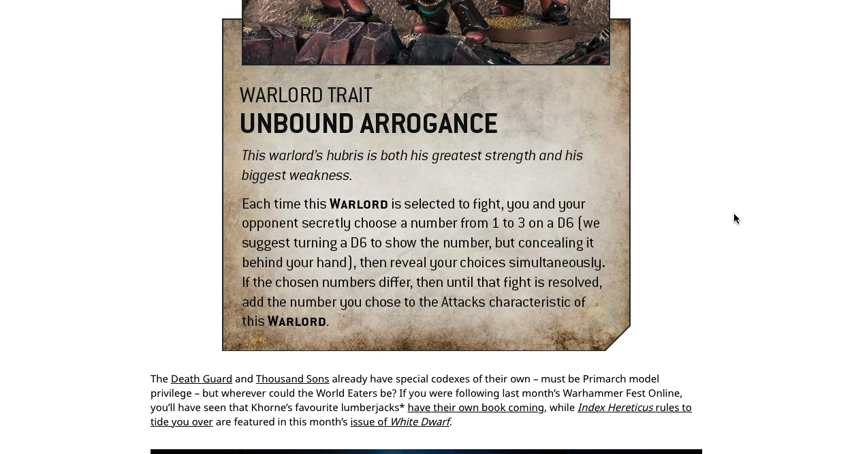 WARLORD TRAIT
UNBOUND ARROGANCE
This warlord's hubris is both his greatest strength and his
biggest weakness.
Each time this WARLORD is selected to fight, you and your
opponent secretly choose a number from 1 to 3 on a D6 (we
suggest turning a D6 to show the number, but concealing it
behind your hand), then reveal your choices simultaneously.
If the chosen numbers differ, then until that fight is resolved,
add the number you chose to the Attacks characteristic of
this WARLORD.
The Death Guard and Thousand Sons already have special codexes of their own – must be Primarch model
privilege – but wherever could the World Eaters be? If you were following last month's Warhammer Fest Online,
you'll have seen that Khorne's favourite lumberjacks* have their own book coming, while Index Hereticus rules to
tide you over are featured in this month's issue of White Dwarf.